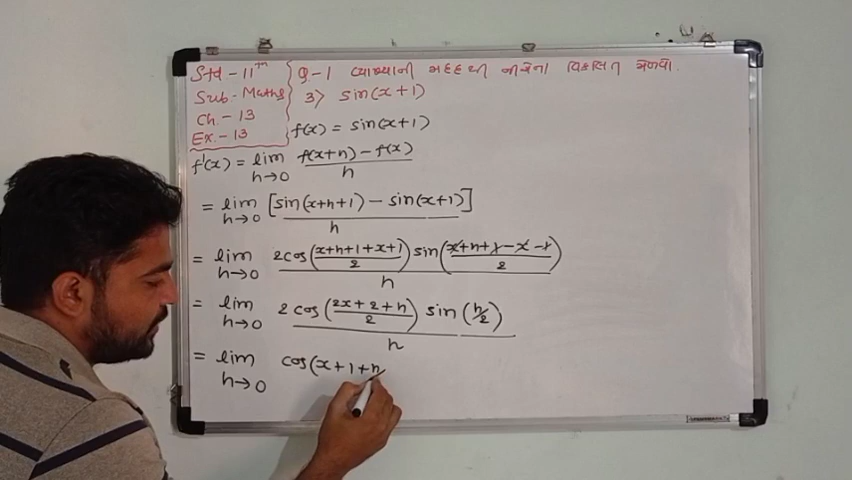 Std - 11th
Sub - Maths
Ch. - 13
Ex. - 13
Q - 1 વ્યાખ્યાની મદદથી નીચેના વિકલિત મેળવો.
3> sin(x+1)
f(x) = sin(x+1)
f'(x) = lim h→0 f(x+h) - f(x) / h
= lim h→0 [sin(x+h+1) - sin(x+1)] / h
= lim h→0 2cos(x+h+1+x+1 / 2) sin(x+h+1-x-1 / 2) / h
= lim h→0 2cos(2x+2+h / 2) sin(h/2) / h
= lim h→0 cos(x+1+h